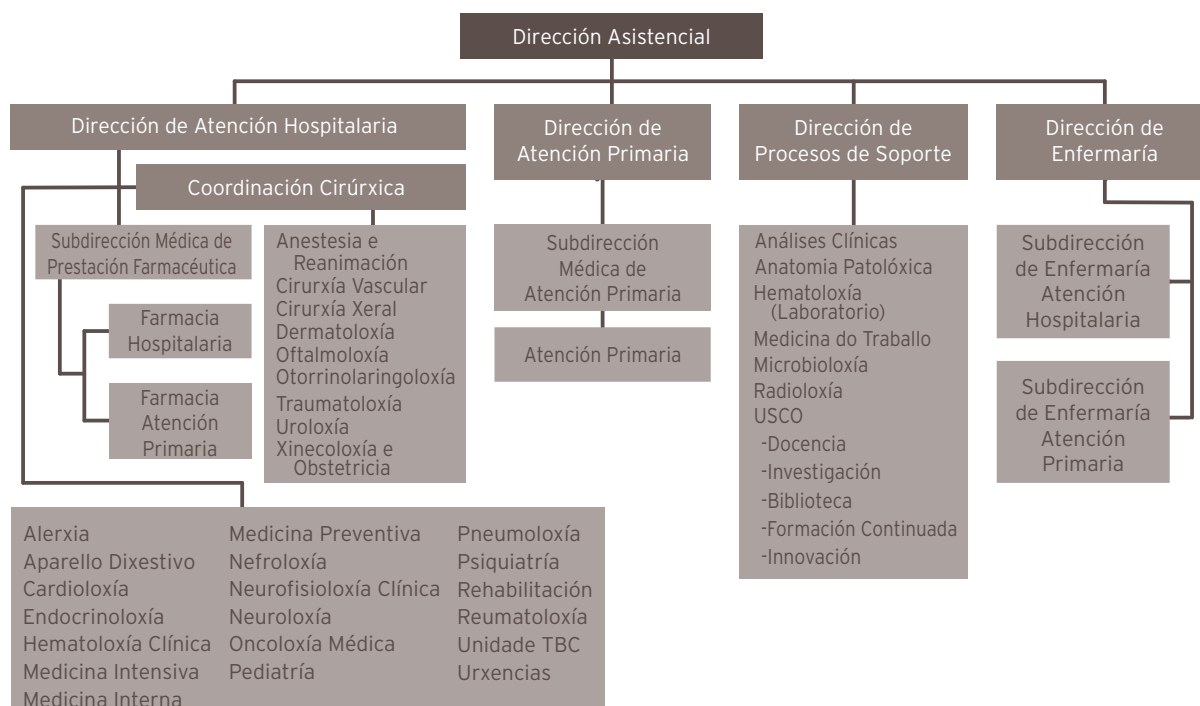 Dirección Asistencial
Dirección de Atención Hospitalaria
Coordinación Cirúrxica
Subdirección Médica de
Prestación Farmacéutica
Farmacia
Hospitalaria
Farmacia
Atención
Primaria
Anestesia e
Reanimación
Cirurxía Vascular
Cirurxía Xeral
Dermatoloxía
Oftalmoloxía
Otorrinolaringoloxía
Traumatoloxía
Uroloxía
Xinecoloxía e
Obstetricia
Alerxia
Aparello Dixestivo
Cardioloxía
Endocrinoloxía
Hematoloxía Clínica
Medicina Intensiva
Medicina Interna
Medicina Preventiva
Nefroloxía
Neurofisioloxía Clínica
Neuroloxía
Oncoloxía Médica
Pediatría
Pneumoloxía
Psiquiatría
Rehabilitación
Reumatoloxía
Unidade TBC
Urxencias
Dirección de
Atención Primaria
Subdirección
Médica de
Atención Primaria
Atención Primaria
Dirección de
Procesos de Soporte
Análises Clínicas
Anatomia Patolóxica
Hematoloxía
(Laboratorio)
Medicina do Traballo
Microbioloxía
Radioloxía
USCO
-Docencia
-Investigación
-Biblioteca
-Formación Continuada
-Innovación
Dirección de
Enfermaría
Subdirección
de Enfermaría
Atención
Hospitalaria
Subdirección
de Enfermaría
Atención
Primaria